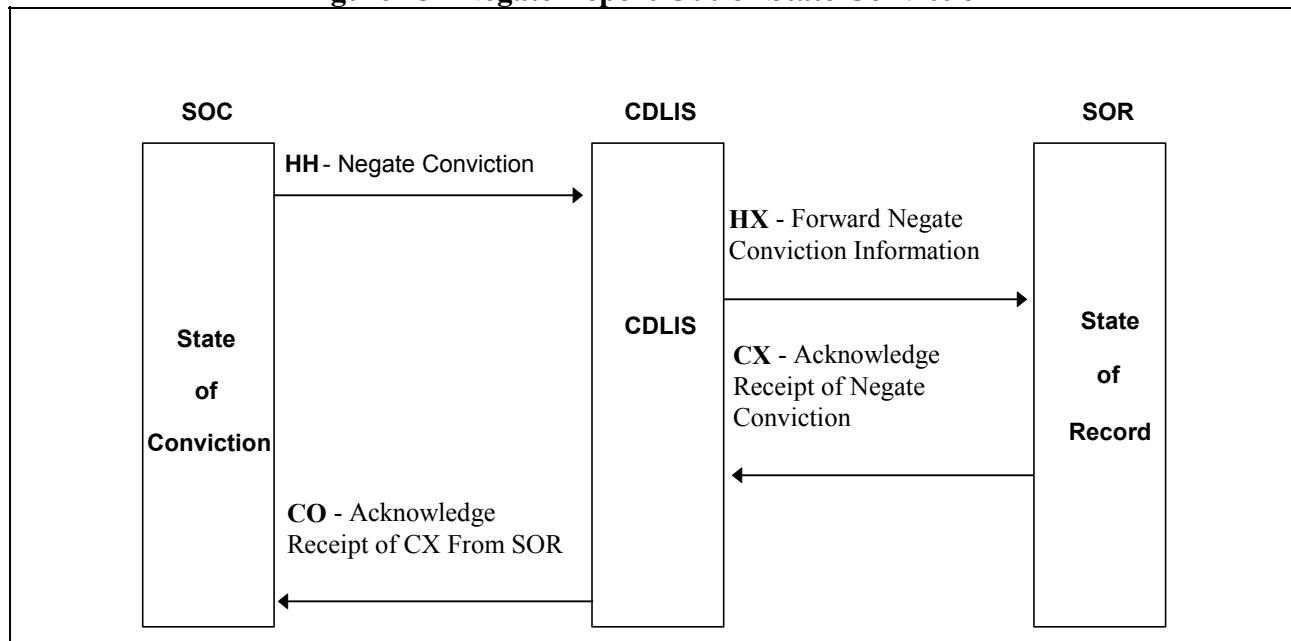 SOC
CDLIS
SOR
HH - Negate Conviction
HX - Forward Negate
Conviction Information
State
of
Conviction
CDLIS
CX - Acknowledge
Receipt of Negate
Conviction
State
of
Record
CO - Acknowledge
Receipt of CX From SOR